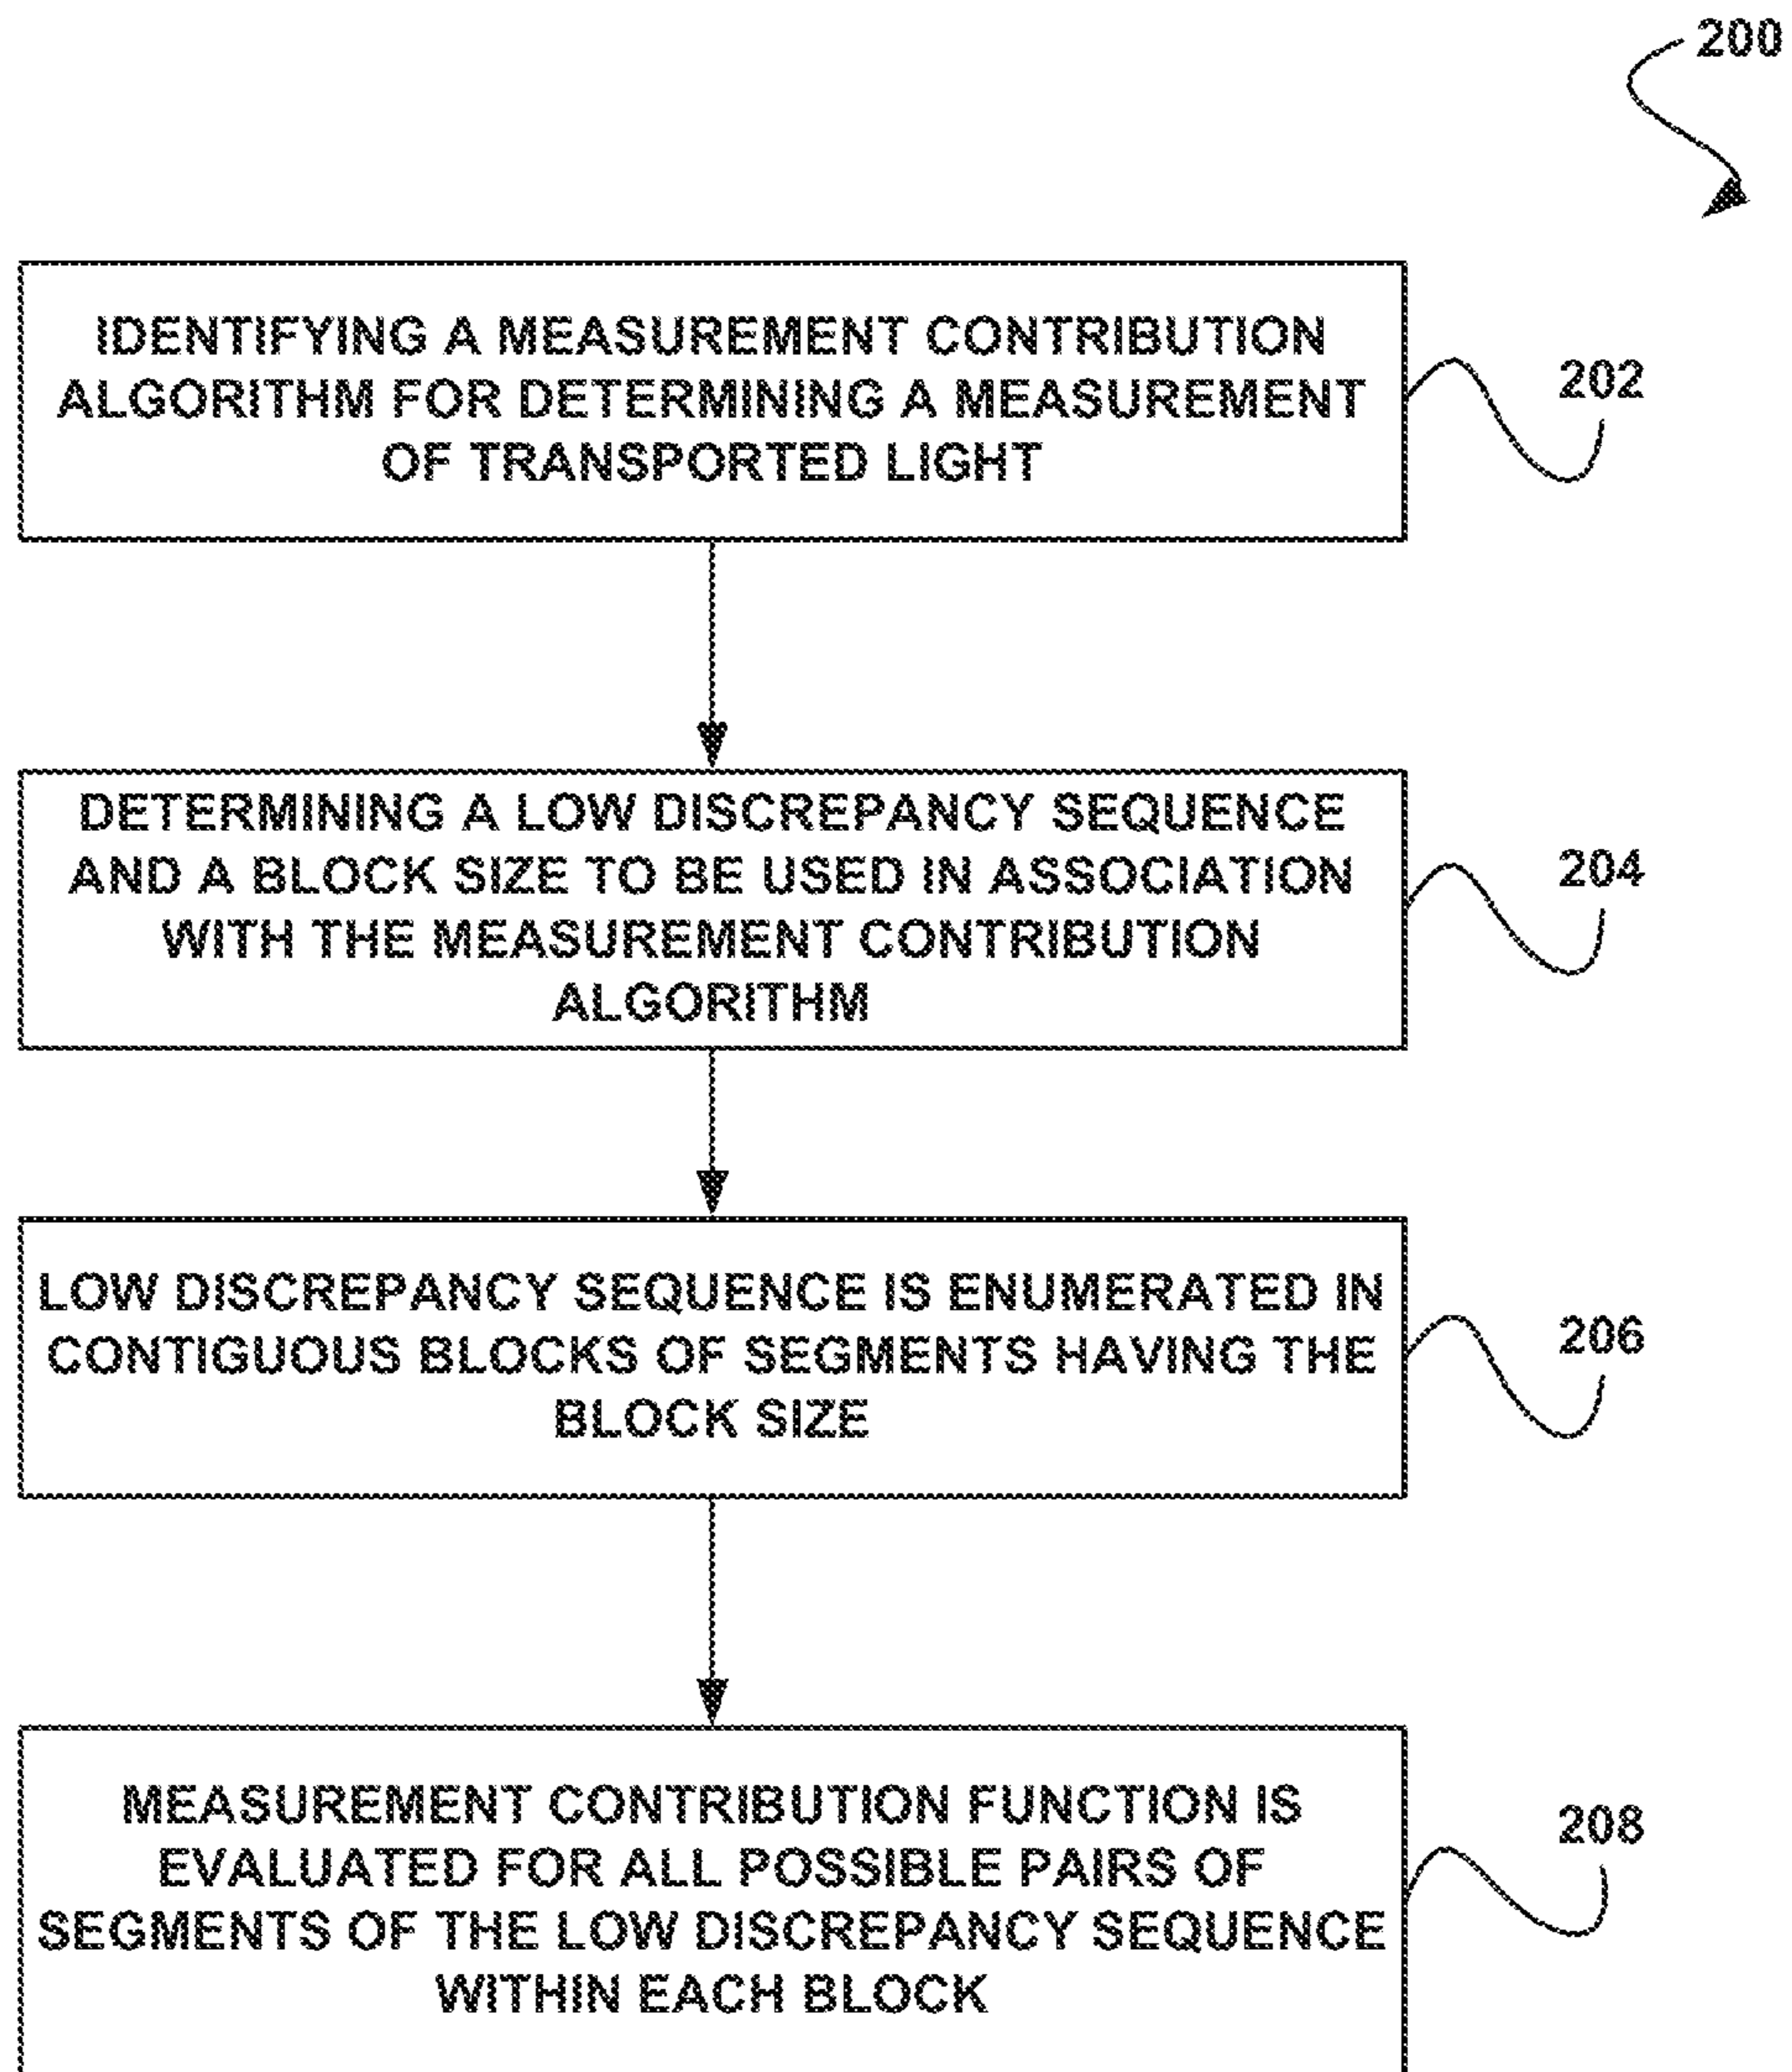 200
IDENTIFYING A MEASUREMENT CONTRIBUTION
ALGORITHM FOR DETERMINING A MEASUREMENT
OF TRANSPORTED LIGHT
202
DETERMINING A LOW DISCREPANCY SEQUENCE
AND A BLOCK SIZE TO BE USED IN ASSOCIATION
WITH THE MEASUREMENT CONTRIBUTION
ALGORITHM
204
LOW DISCREPANCY SEQUENCE IS ENUMERATED IN
CONTIGUOUS BLOCKS OF SEGMENTS HAVING THE
BLOCK SIZE
206
MEASUREMENT CONTRIBUTION FUNCTION IS
EVALUATED FOR ALL POSSIBLE PAIRS OF
SEGMENTS OF THE LOW DISCREPANCY SEQUENCE
WITHIN EACH BLOCK
208